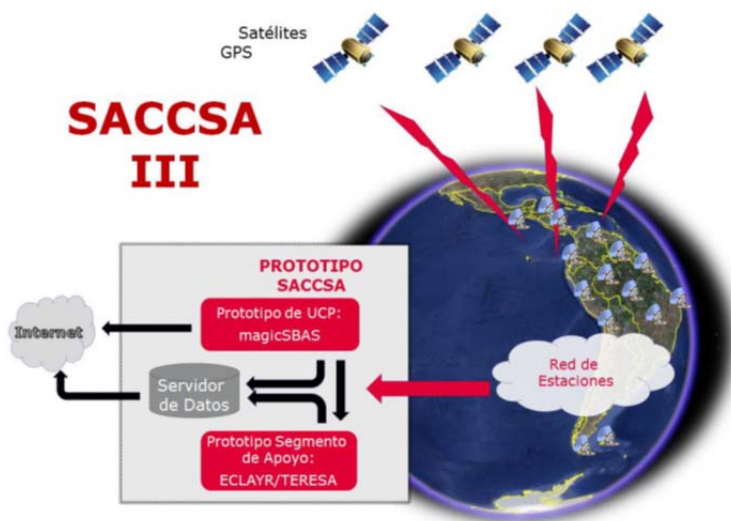 Satélites
GPS
SACCSA
III
PROTOTIPO
SACCSA
Prototipo de UCP:
magicSBAS
Internet
Servidor
de Datos
Red de
Estaciones
Prototipo Segmento
de Apoyo:
ECLAYR/TERESA